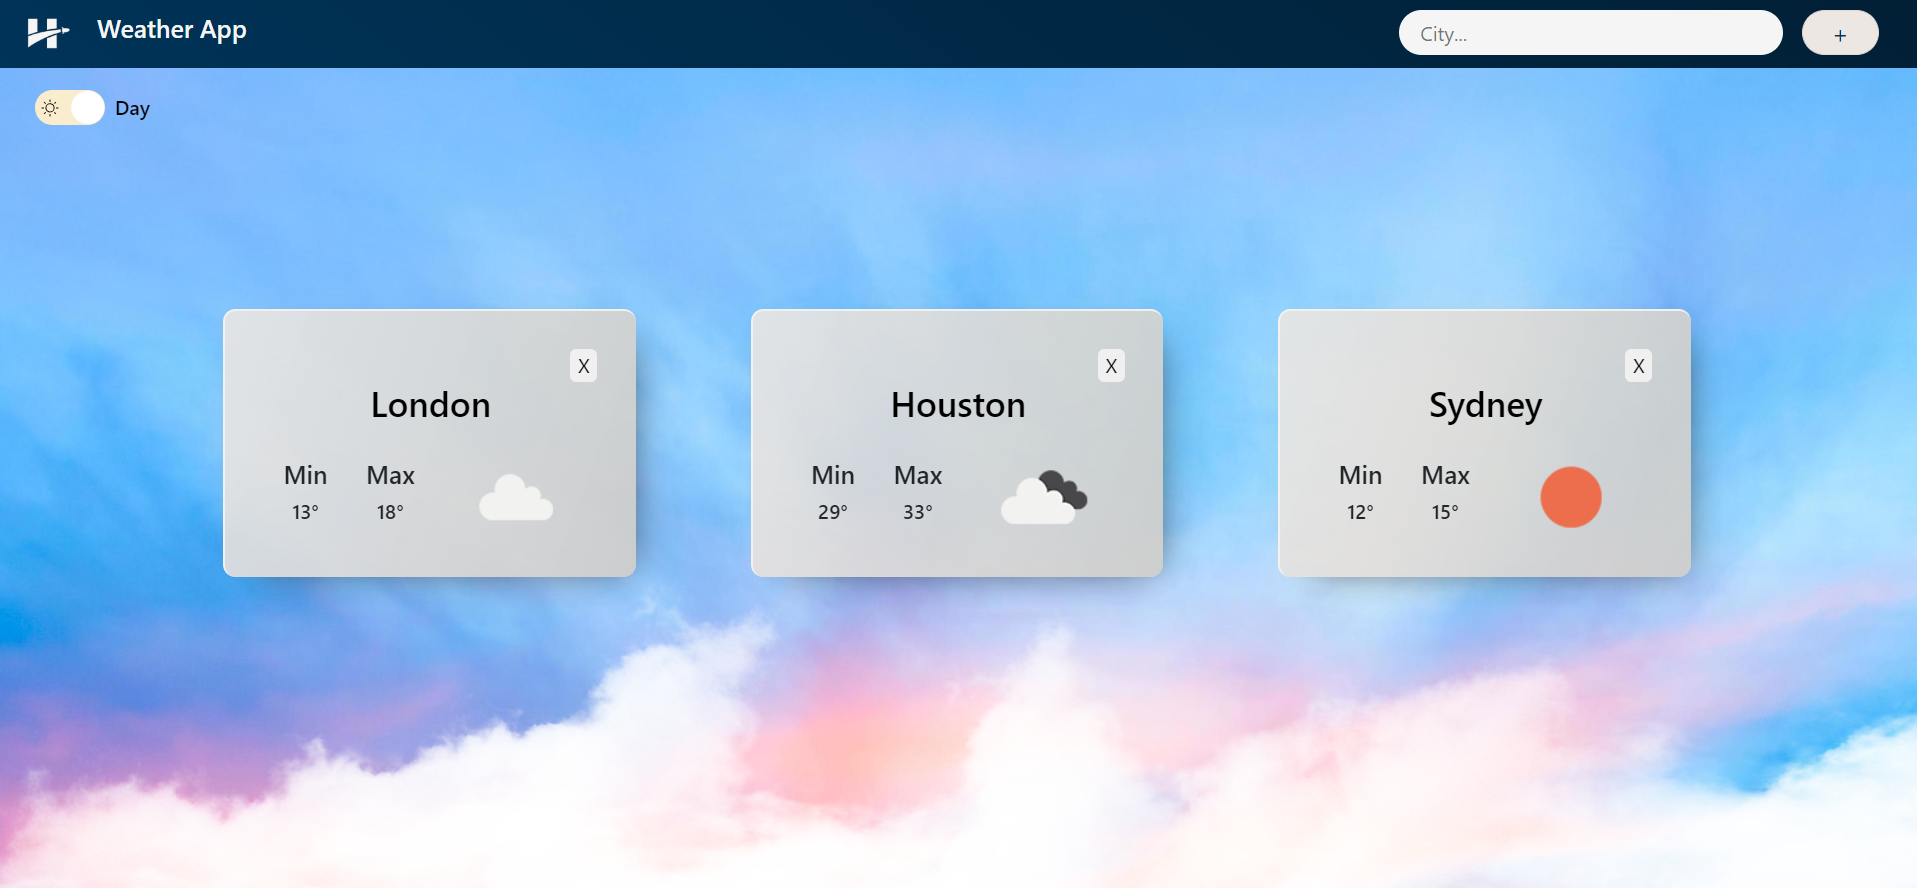 Weather App
City...
+
Day
X
London
Min Max
13° 18°
X
Houston
Min Max
29° 33°
X
Sydney
Min Max
12° 15°